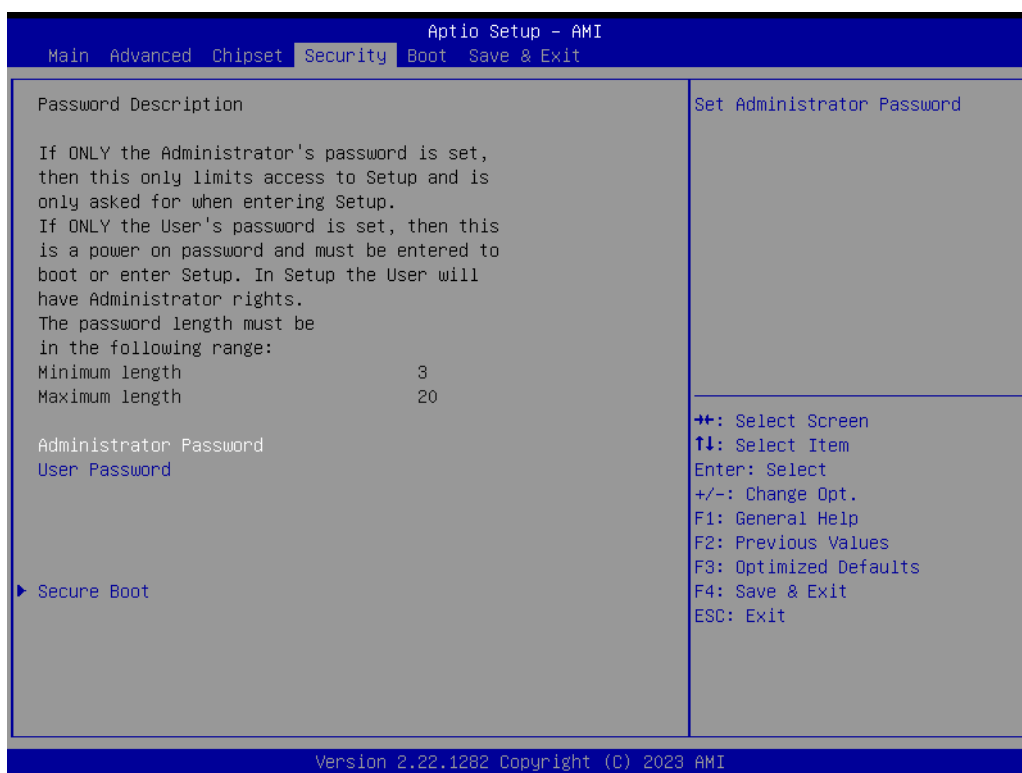 Aptio Setup – AMI
Main Advanced Chipset Security Boot Save & Exit
Password Description
If ONLY the Administrator's password is set,
then this only limits access to Setup and is
only asked for when entering Setup.
If ONLY the User's password is set, then this
is a power on password and must be entered to
boot or enter Setup. In Setup the User will
have Administrator rights.
The password length must be
in the following range:
Minimum length 3
Maximum length 20
Administrator Password
User Password
Secure Boot
Set Administrator Password
→←: Select Screen
↑↓: Select Item
Enter: Select
+/-: Change Opt.
F1: General Help
F2: Previous Values
F3: Optimized Defaults
F4: Save & Exit
ESC: Exit
Version 2.22.1282 Copyright (C) 2023 AMI